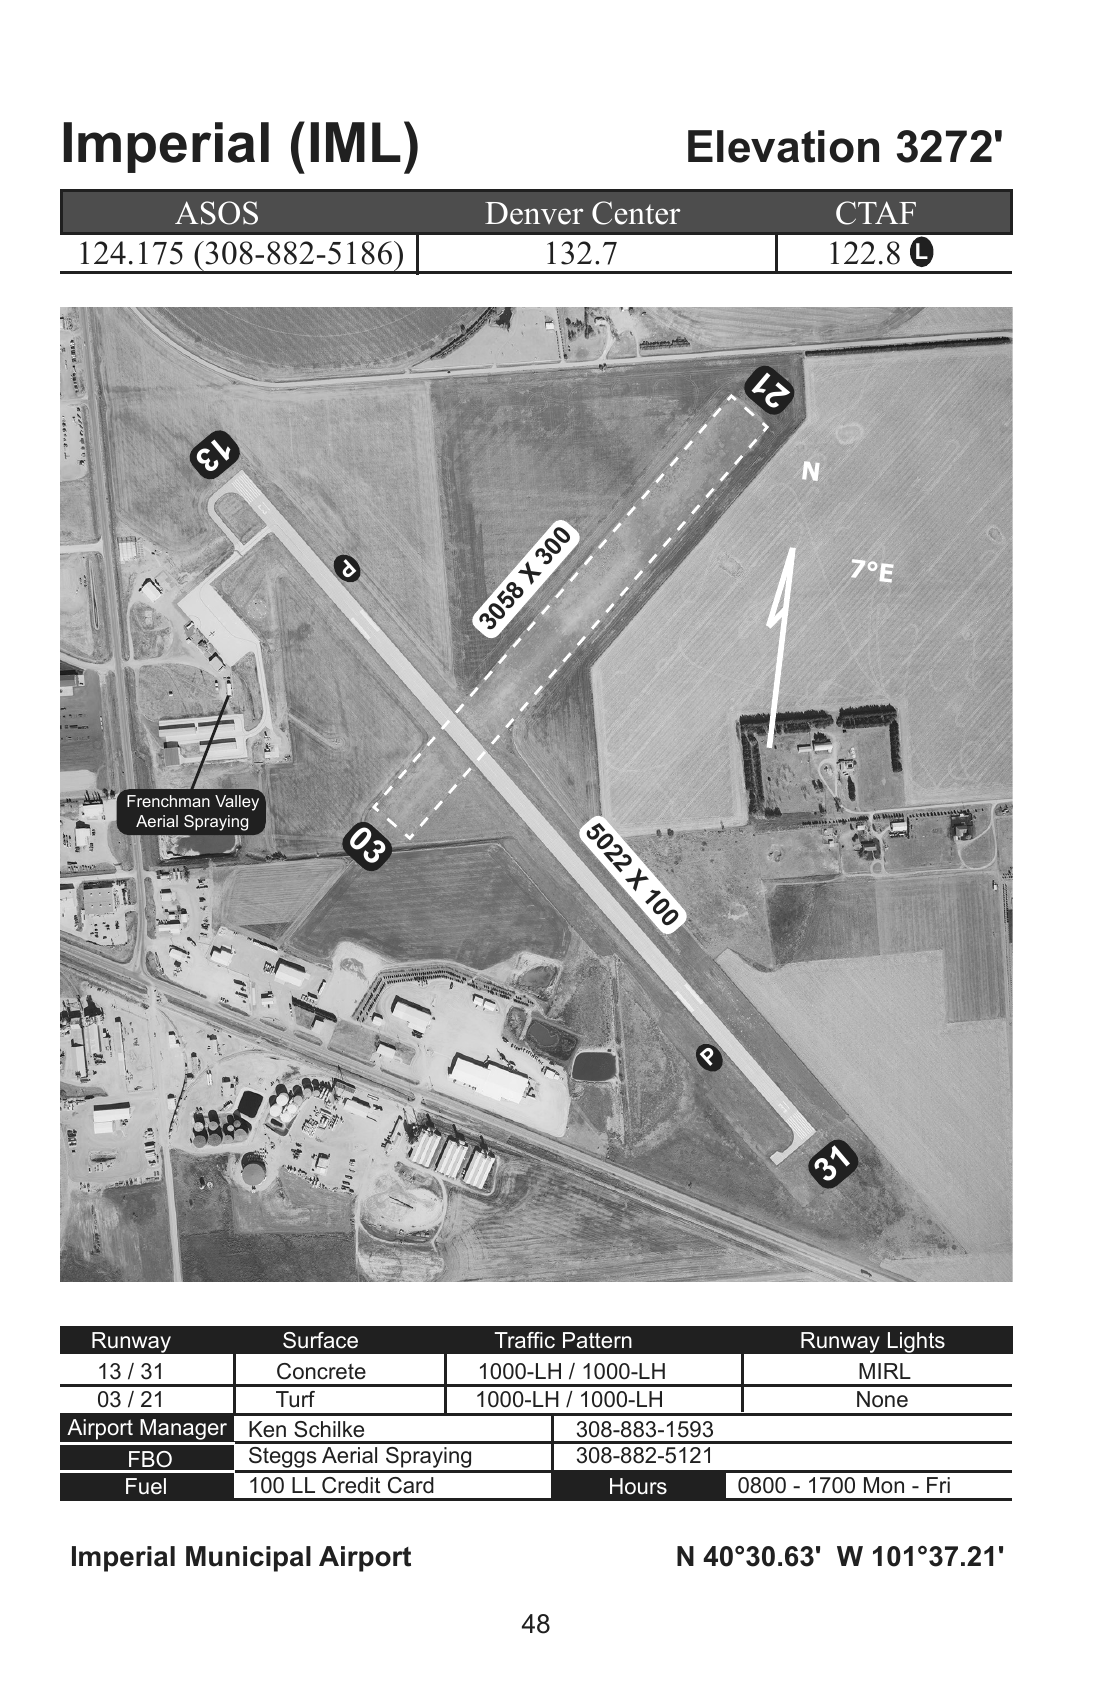 Imperial (IML) Elevation 3272'
ASOS Denver Center CTAF
124.175 (308-882-5186) 132.7 122.8 L
21
13
N
P
3058 X 300
7°E
Frenchman Valley
Aerial Spraying
03
5022 X 100
P
31
Runway Surface Traffic Pattern Runway Lights
13 / 31 Concrete 1000-LH / 1000-LH MIRL
03 / 21 Turf 1000-LH / 1000-LH None
Airport Manager Ken Schilke 308-883-1593
FBO Steggs Aerial Spraying 308-882-5121
Fuel 100 LL Credit Card Hours 0800 - 1700 Mon - Fri
Imperial Municipal Airport N 40°30.63' W 101°37.21'
48